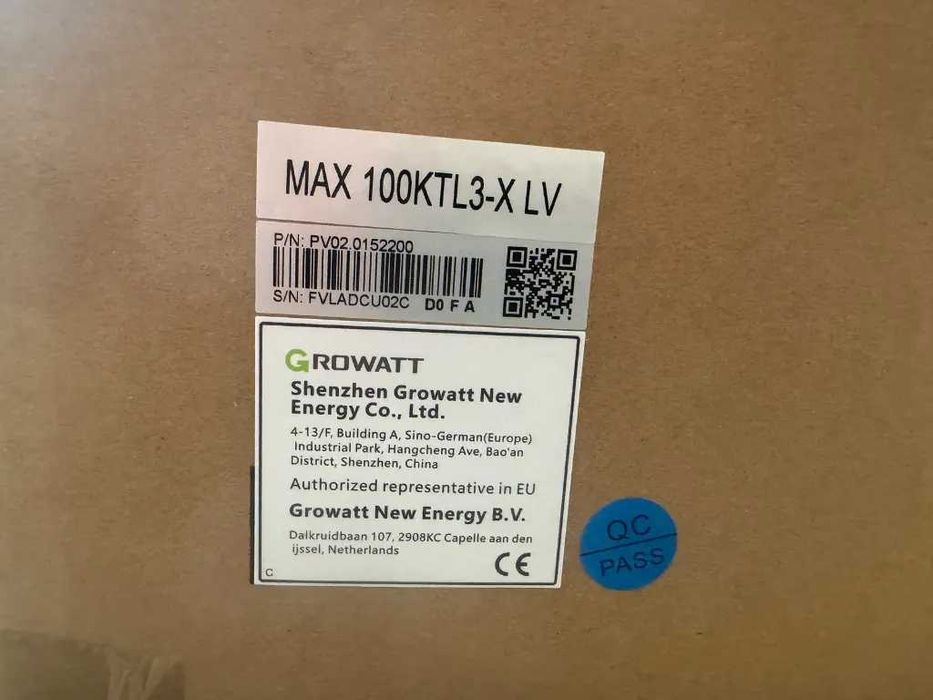 MAX 100KTL3-X LV
P/N: PV02.0152200
S/N: FVLADCU02C D0 F A
GROWATT
Shenzhen Growatt New
Energy Co., Ltd.
4-13/F, Building A, Sino-German(Europe)
Industrial Park, Hangcheng Ave, Bao'an
District, Shenzhen, China
Authorized representative in EU
Growatt New Energy B.V.
Dalkruidbaan 107, 2908KC Capelle aan den
ijssel, Netherlands
C
CE
QC
PASS